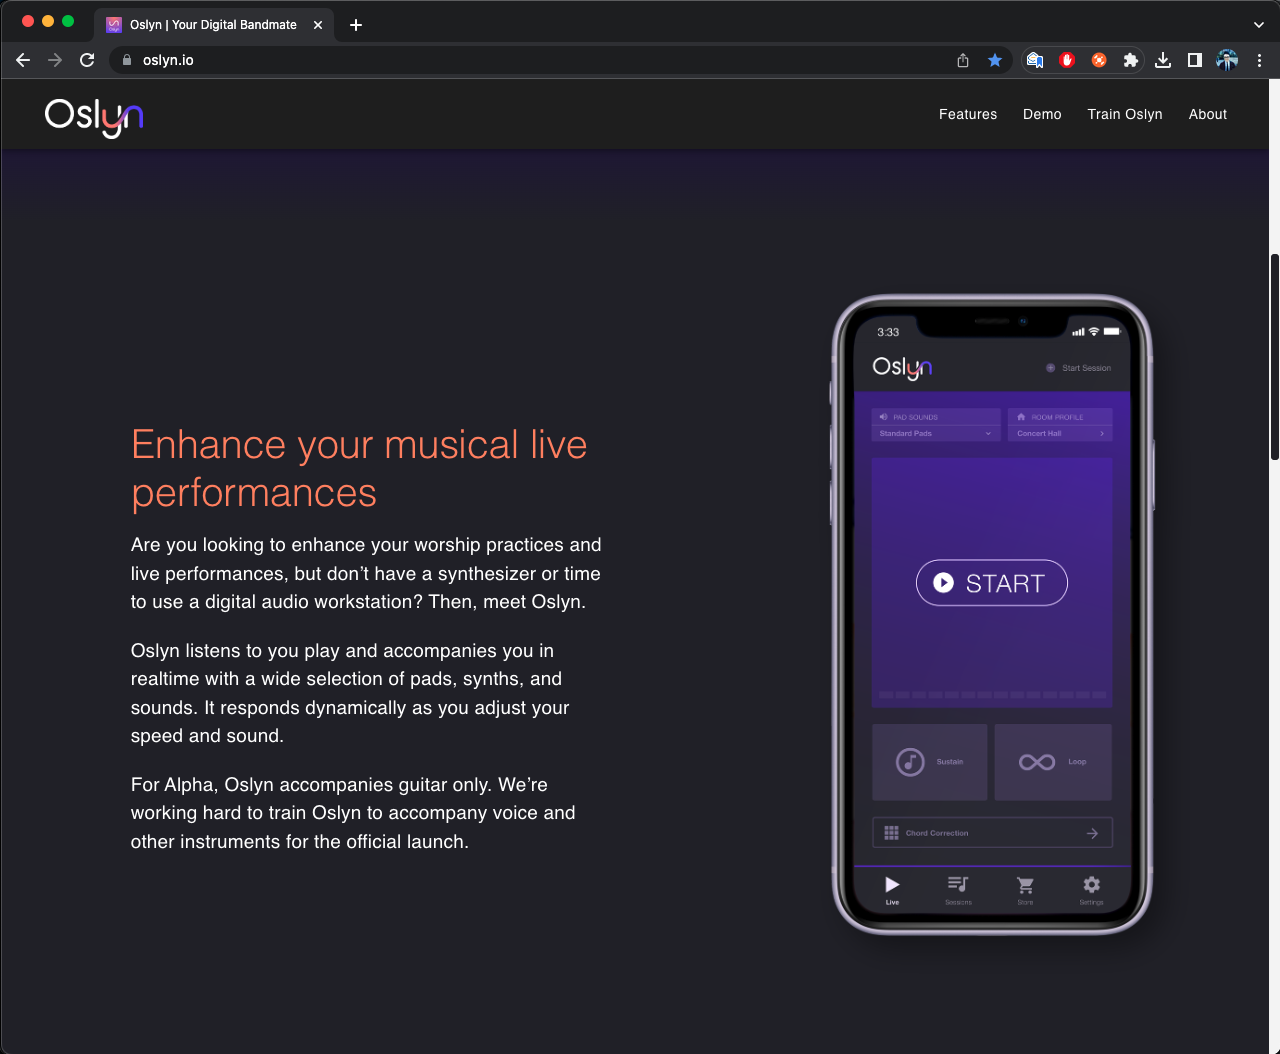 Oslyn | Your Digital Bandmate
oslyn.io
Oslyn
Features
Demo
Train Oslyn
About
Enhance your musical live
performances
Are you looking to enhance your worship practices and
live performances, but don’t have a synthesizer or time
to use a digital audio workstation? Then, meet Oslyn.
Oslyn listens to you play and accompanies you in
realtime with a wide selection of pads, synths, and
sounds. It responds dynamically as you adjust your
speed and sound.
For Alpha, Oslyn accompanies guitar only. We’re
working hard to train Oslyn to accompany voice and
other instruments for the official launch.
3:33
Oslyn
Start Session
PAD SOUNDS
Standard Pads
ROOM PROFILE
Concert Hall
START
Sustain
Loop
Chord Correction
Live
Sessions
Store
Settings